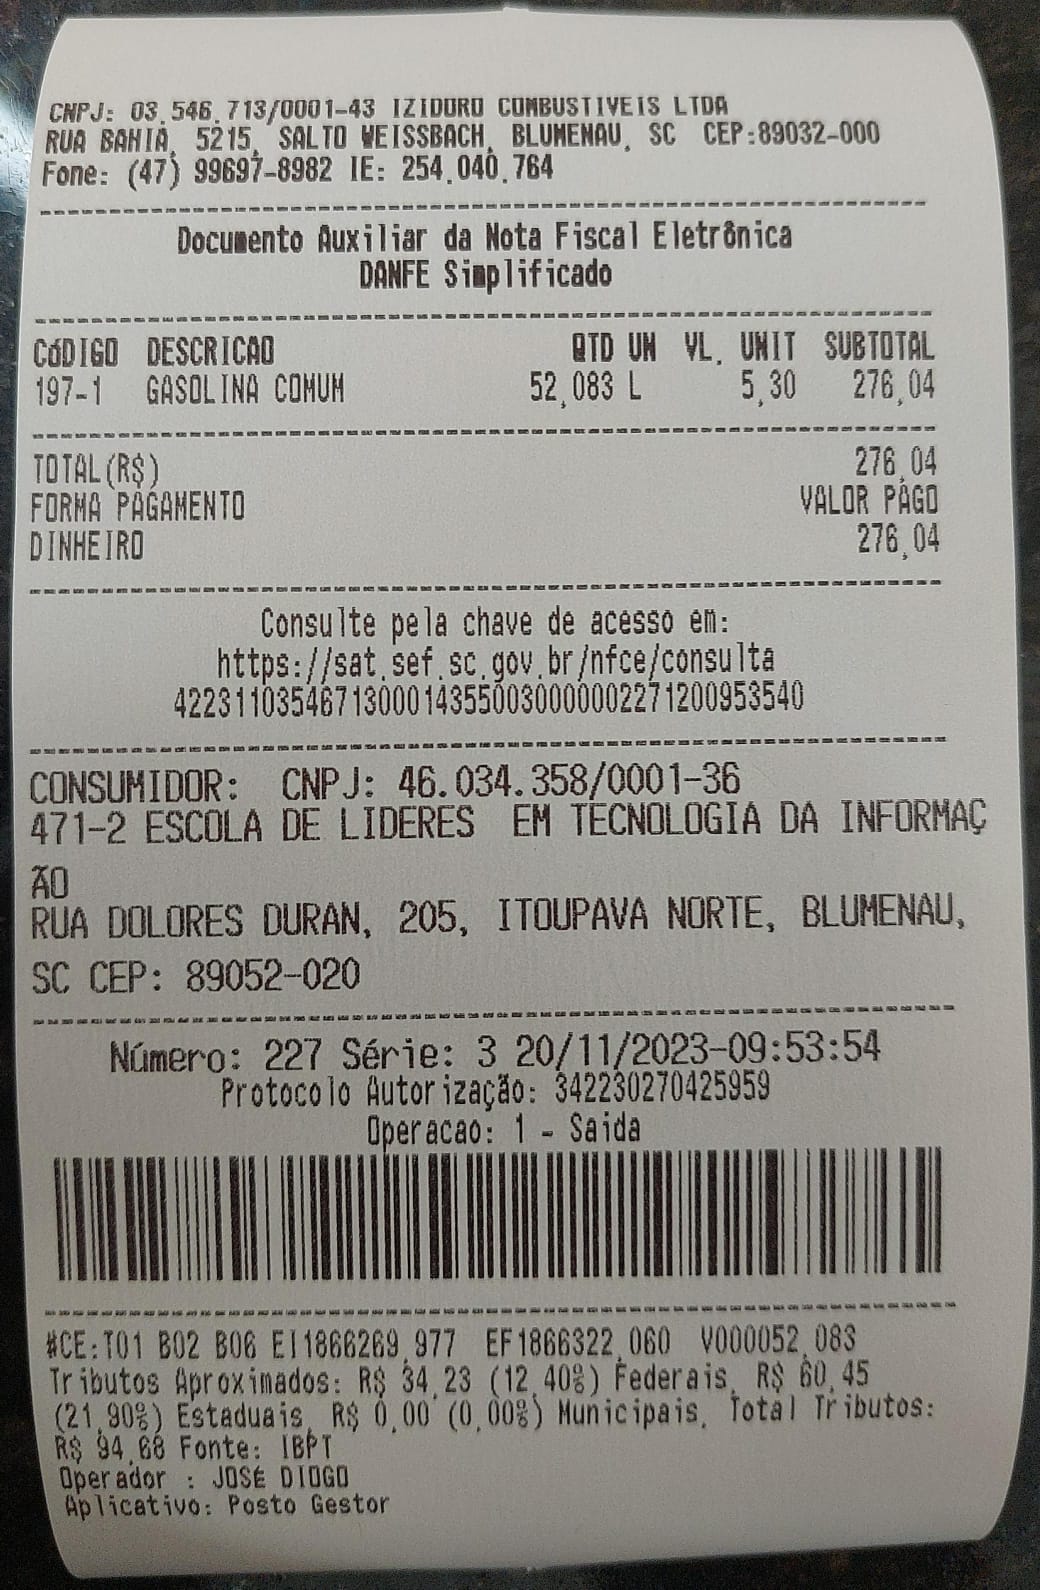 CNPJ: 03.546.713/0001-43 IZIDORO COMBUSTIVEIS LTDA
RUA BAHIA, 5215, SALTO WEISSBACH, BLUMENAU, SC CEP:89032-000
Fone: (47) 99697-8982 IE: 254.040.764
Documento Auxiliar da Nota Fiscal Eletrônica
DANFE Simplificado
CóDIGO DESCRICAO QTD UN VL. UNIT SUBTOTAL
197-1 GASOLINA COMUM 52,083 L 5,30 276,04
TOTAL(R$) 276,04
FORMA PAGAMENTO VALOR PAGO
DINHEIRO 276,04
Consulte pela chave de acesso em:
https://sat.sef.sc.gov.br/nfce/consulta
42231103546713000143550030000002271200953540
CONSUMIDOR: CNPJ: 46.034.358/0001-36
471-2 ESCOLA DE LIDERES EM TECNOLOGIA DA INFORMAÇ
ÃO
RUA DOLORES DURAN, 205, ITOUPAVA NORTE, BLUMENAU,
SC CEP: 89052-020
Número: 227 Série: 3 20/11/2023-09:53:54
Protocolo Autorização: 342230270425959
Operacao: 1 - Saida
#CE:T01 B02 B06 EI1866269,977 EF1866322,060 V000052,083
Tributos Aproximados: R$ 34,23 (12,40%) Federais, R$ 60,45
(21,90%) Estaduais, R$ 0,00 (0,00%) Municipais, Total Tributos:
R$ 94,68 Fonte: IBPT
Operador : JOSÉ DIOGO
Aplicativo: Posto Gestor